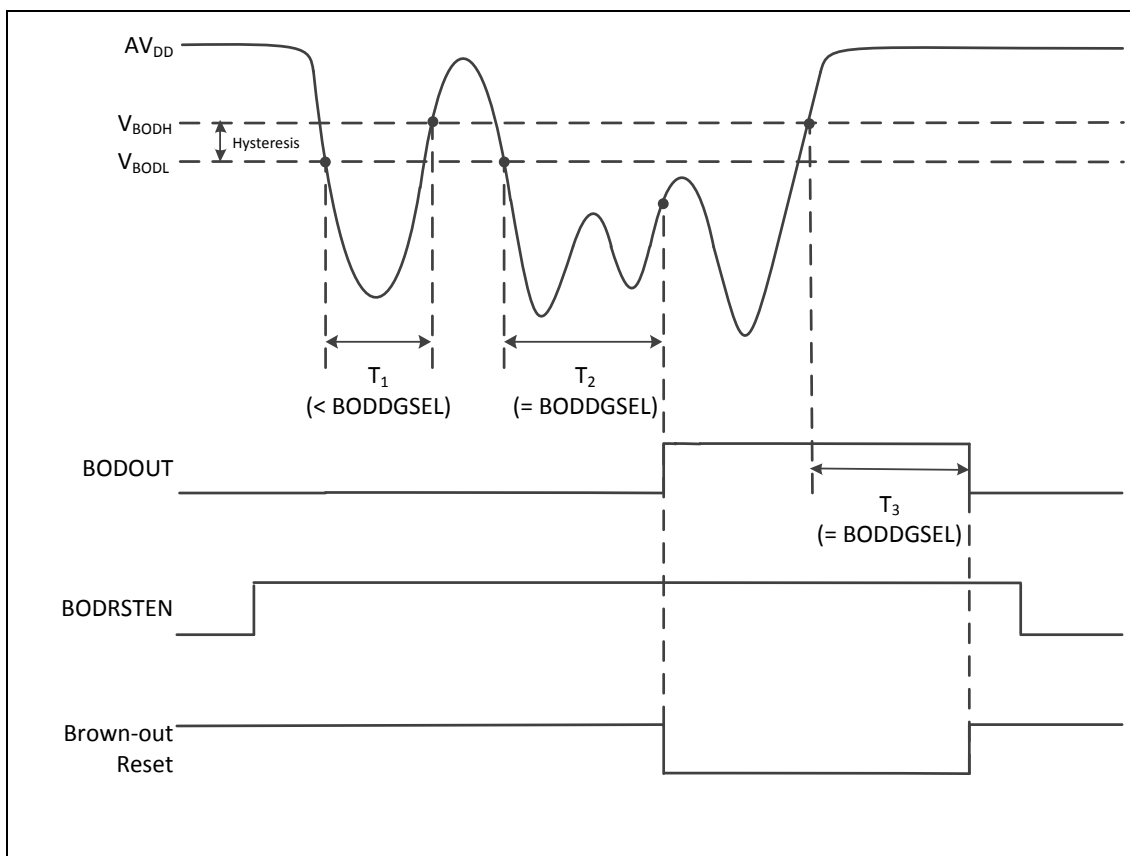 AVDD
VBODH
Hysteresis
VBODL
T1
(< BODDGSEL)
T2
(= BODDGSEL)
BODOUT
T3
(= BODDGSEL)
BODRSTEN
Brown-out
Reset